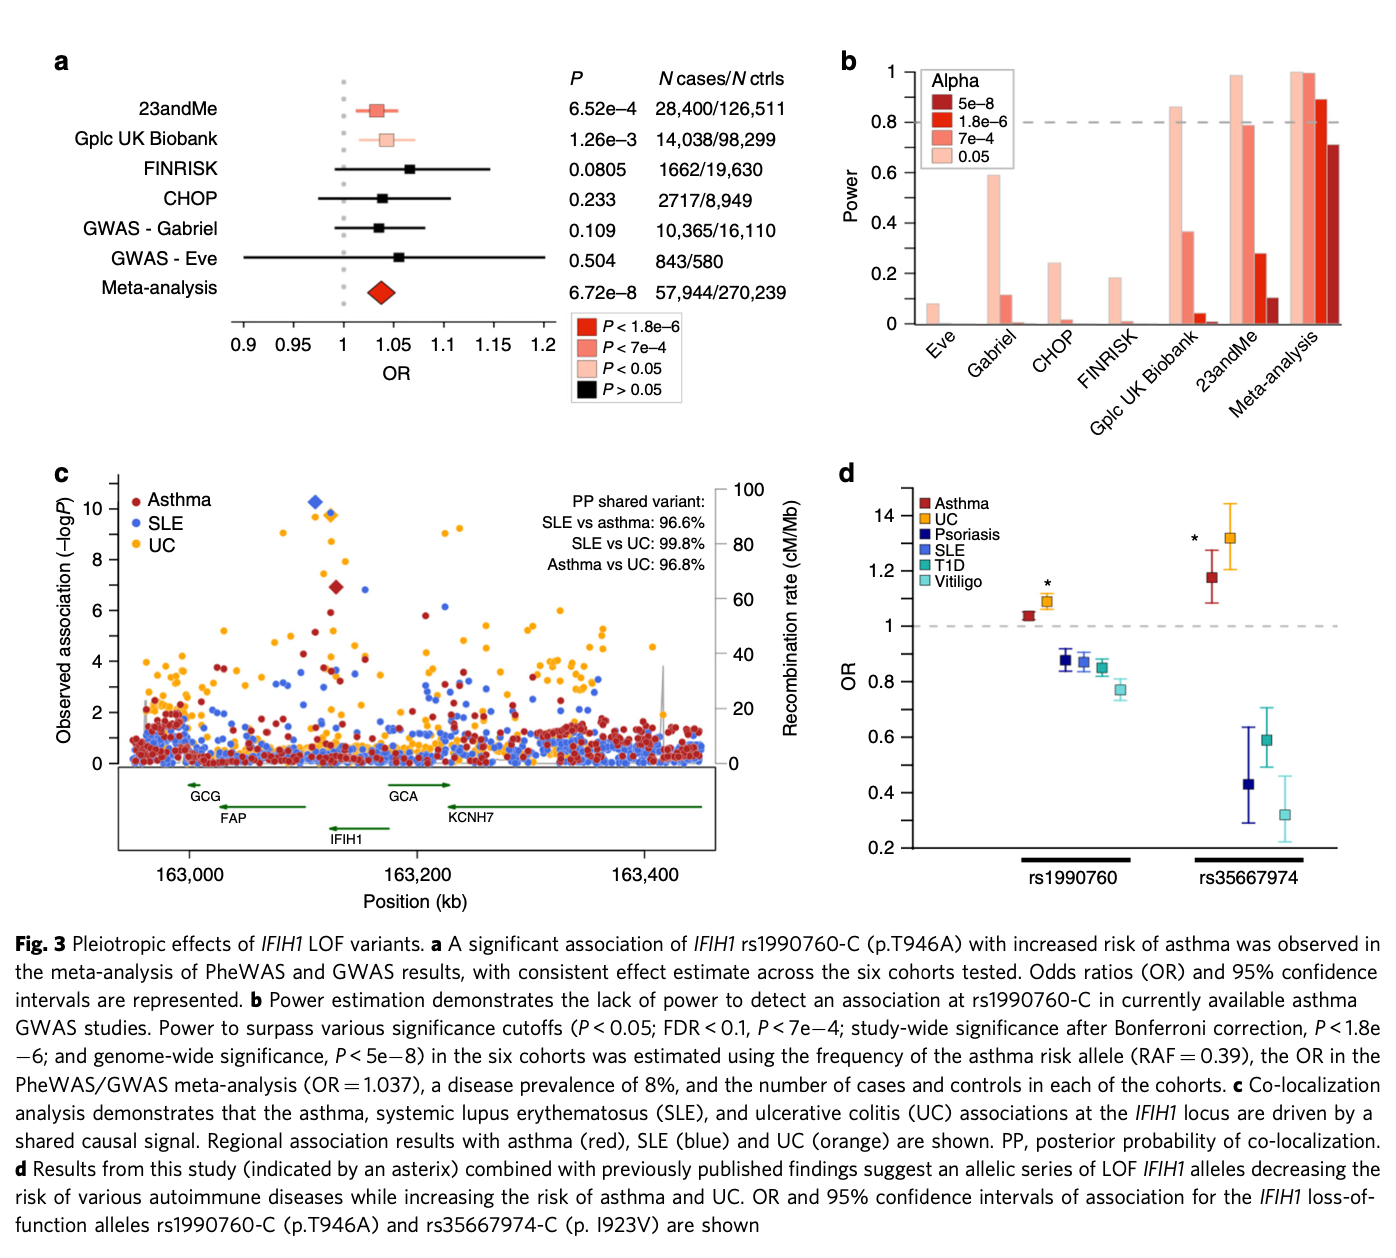 a
P N cases/N ctrls
23andMe 6.52e–4 28,400/126,511
Gplc UK Biobank 1.26e–3 14,038/98,299
FINRISK 0.0805 1662/19,630
CHOP 0.233 2717/8,949
GWAS - Gabriel 0.109 10,365/16,110
GWAS - Eve 0.504 843/580
Meta-analysis 6.72e–8 57,944/270,239
0.9 0.95 1 1.05 1.1 1.15 1.2
OR
P < 1.8e–6
P < 7e–4
P < 0.05
P > 0.05
b
Alpha
5e–8
1.8e–6
7e–4
0.05
1
0.8
0.6
0.4
0.2
0
Power
Eve
Gabriel
CHOP
FINRISK
Gplc UK Biobank
23andMe
Meta-analysis
c
Asthma
SLE
UC
PP shared variant:
SLE vs asthma: 96.6%
SLE vs UC: 99.8%
Asthma vs UC: 96.8%
Observed association (–logP)
10
8
6
4
2
0
Recombination rate (cM/Mb)
100
80
60
40
20
0
GCG
FAP
IFIH1
GCA
KCNH7
163,000 163,200 163,400
Position (kb)
d
Asthma
UC
Psoriasis
SLE
T1D
Vitiligo
14
1.2
1
0.8
0.6
0.4
0.2
OR
*
*
rs1990760 rs35667974
Fig. 3 Pleiotropic effects of IFIH1 LOF variants. a A significant association of IFIH1 rs1990760-C (p.T946A) with increased risk of asthma was observed in
the meta-analysis of PheWAS and GWAS results, with consistent effect estimate across the six cohorts tested. Odds ratios (OR) and 95% confidence
intervals are represented. b Power estimation demonstrates the lack of power to detect an association at rs1990760-C in currently available asthma
GWAS studies. Power to surpass various significance cutoffs (P < 0.05; FDR < 0.1, P < 7e−4; study-wide significance after Bonferroni correction, P < 1.8e
−6; and genome-wide significance, P < 5e−8) in the six cohorts was estimated using the frequency of the asthma risk allele (RAF = 0.39), the OR in the
PheWAS/GWAS meta-analysis (OR = 1.037), a disease prevalence of 8%, and the number of cases and controls in each of the cohorts. c Co-localization
analysis demonstrates that the asthma, systemic lupus erythematosus (SLE), and ulcerative colitis (UC) associations at the IFIH1 locus are driven by a
shared causal signal. Regional association results with asthma (red), SLE (blue) and UC (orange) are shown. PP, posterior probability of co-localization.
d Results from this study (indicated by an asterix) combined with previously published findings suggest an allelic series of LOF IFIH1 alleles decreasing the
risk of various autoimmune diseases while increasing the risk of asthma and UC. OR and 95% confidence intervals of association for the IFIH1 loss-of-
function alleles rs1990760-C (p.T946A) and rs35667974-C (p. I923V) are shown